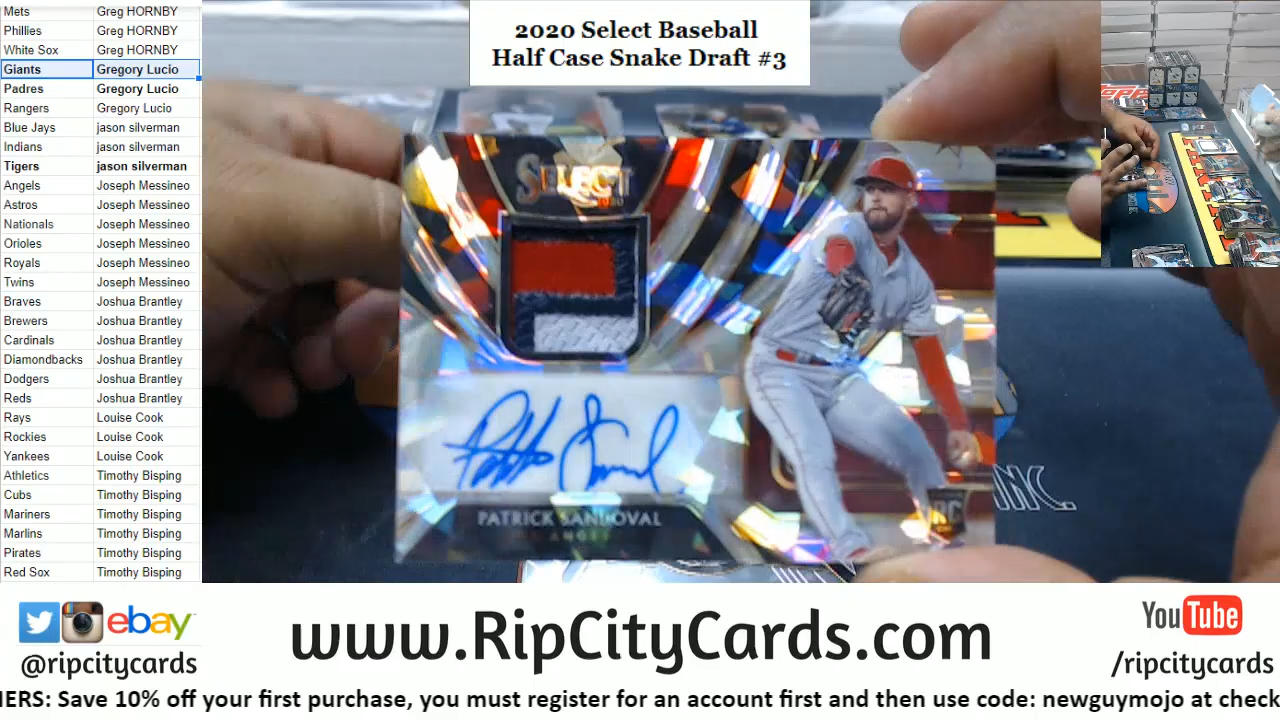 Mets Greg HORNBY
Phillies Greg HORNBY
White Sox Greg HORNBY
Giants Gregory Lucio
Padres Gregory Lucio
Rangers Gregory Lucio
Blue Jays jason silverman
Indians jason silverman
Tigers jason silverman
Angels Joseph Messineo
Astros Joseph Messineo
Nationals Joseph Messineo
Orioles Joseph Messineo
Royals Joseph Messineo
Twins Joseph Messineo
Braves Joshua Brantley
Brewers Joshua Brantley
Cardinals Joshua Brantley
Diamondbacks Joshua Brantley
Dodgers Joshua Brantley
Reds Joshua Brantley
Rays Louise Cook
Rockies Louise Cook
Yankees Louise Cook
Athletics Timothy Bisping
Cubs Timothy Bisping
Mariners Timothy Bisping
Marlins Timothy Bisping
Pirates Timothy Bisping
Red Sox Timothy Bisping
2020 Select Baseball
Half Case Snake Draft #3
SELECT
2020
PATRICK SANDOVAL
RC
INC.
ebay
@ripcitycards
www.RipCityCards.com
YouTube
/ripcitycards
IERS: Save 10% off your first purchase, you must register for an account first and then use code: newguymojo at check